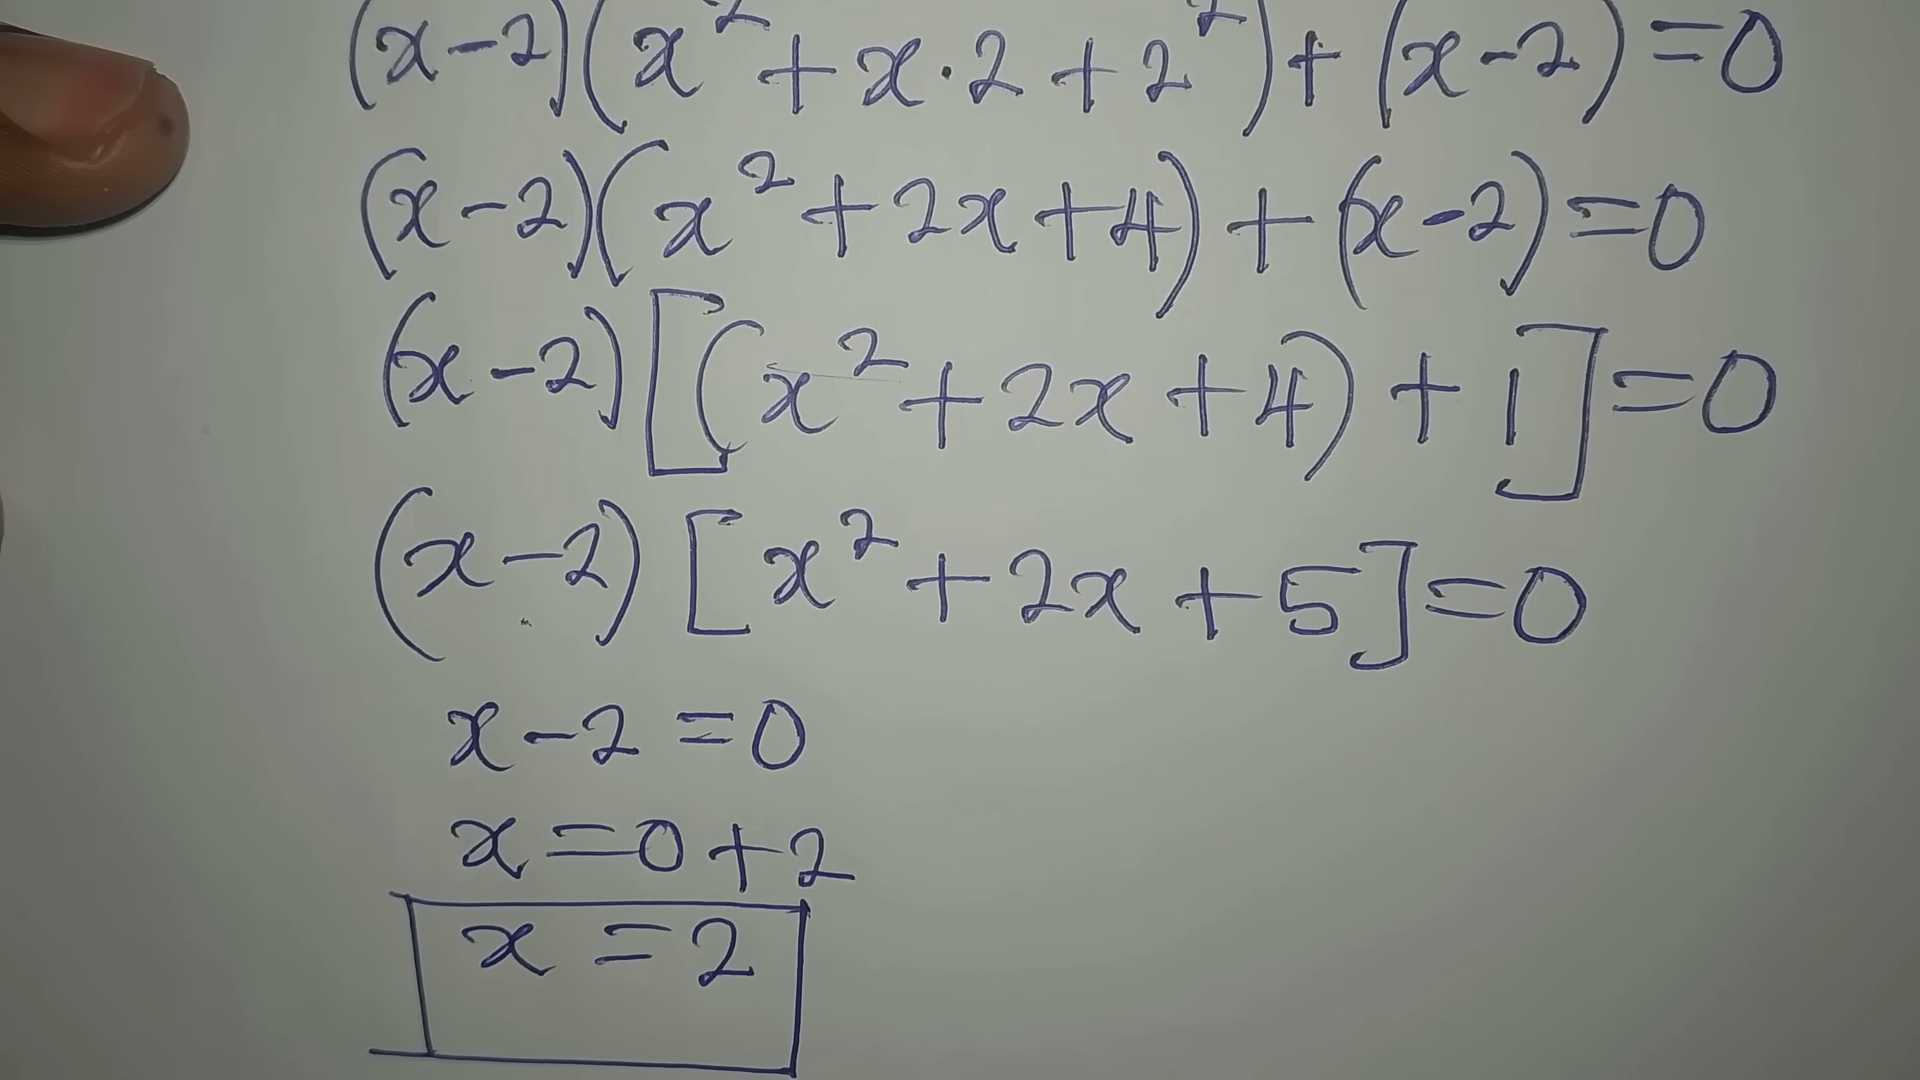 (x-2)(x²+x·2+2²)+(x-2)=0
(x-2)(x²+2x+4)+(x-2)=0
(x-2)[(x²+2x+4)+1]=0
(x-2)[x²+2x+5]=0
x-2=0
x=0+2
x=2